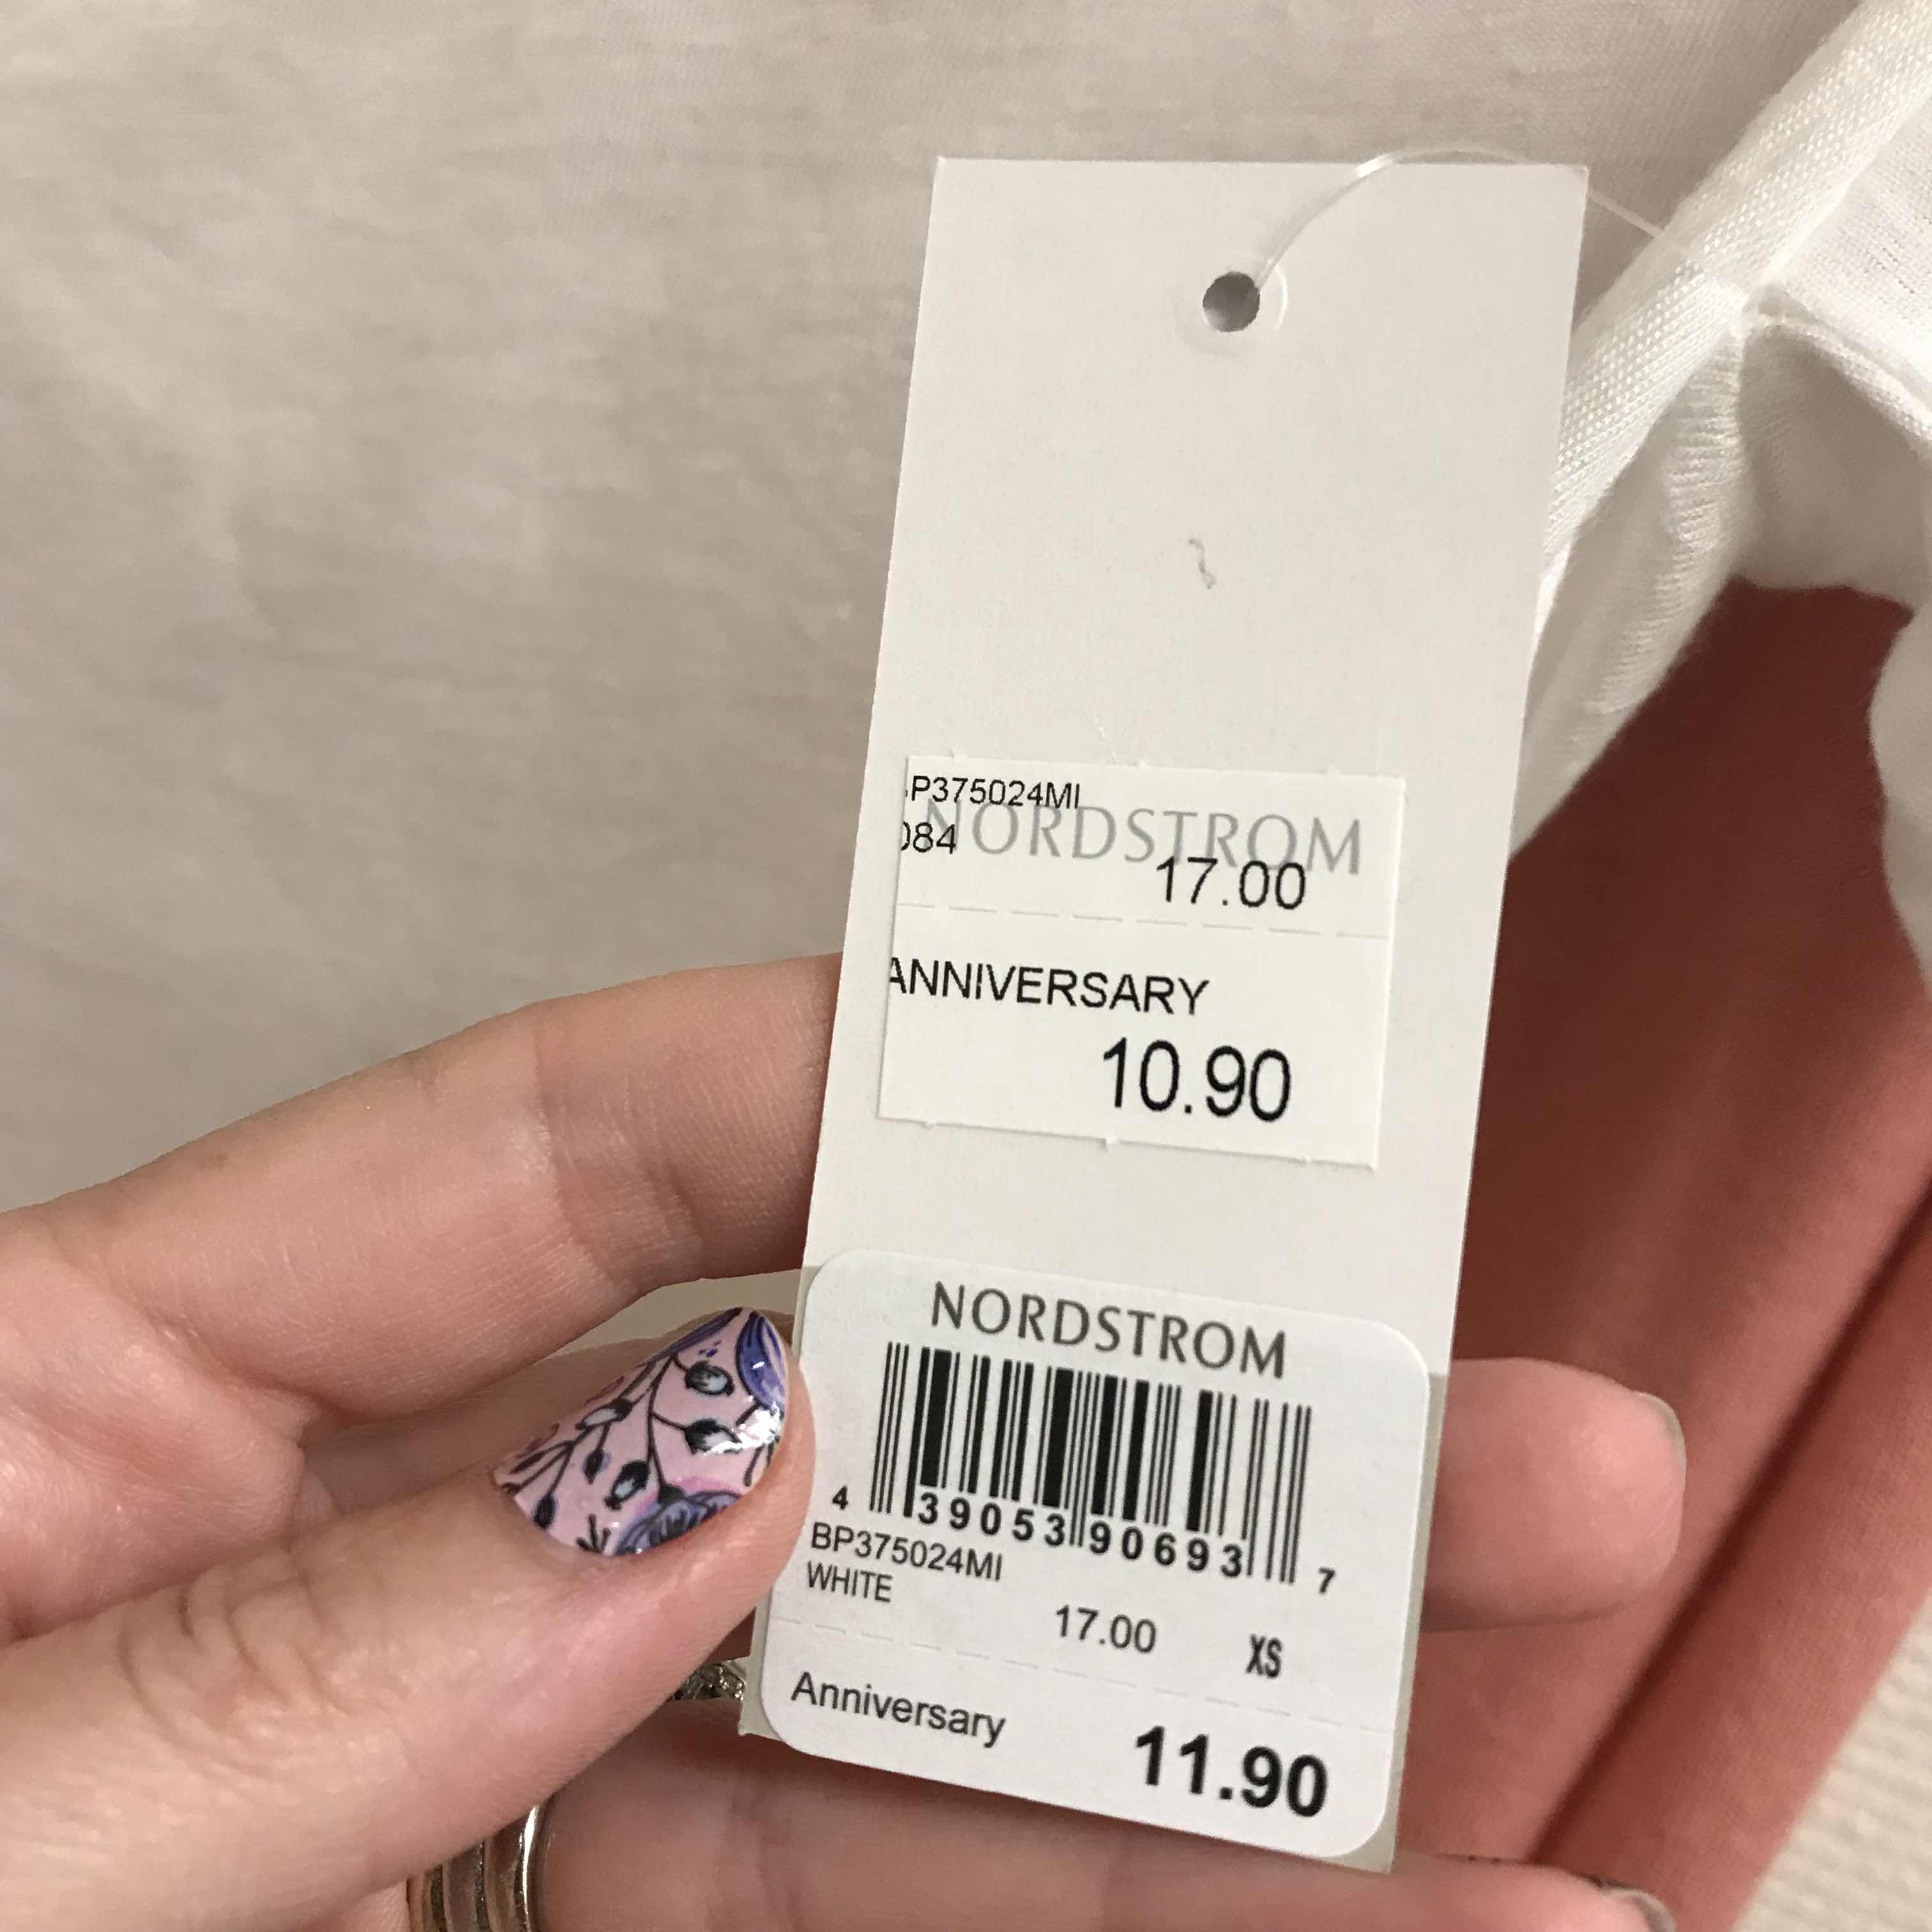 P375024MI
NORDSTROM
084
17.00
ANNIVERSARY
10.90
NORDSTROM
4 39053 90693 7
BP375024MI
WHITE
17.00 XS
Anniversary
11.90